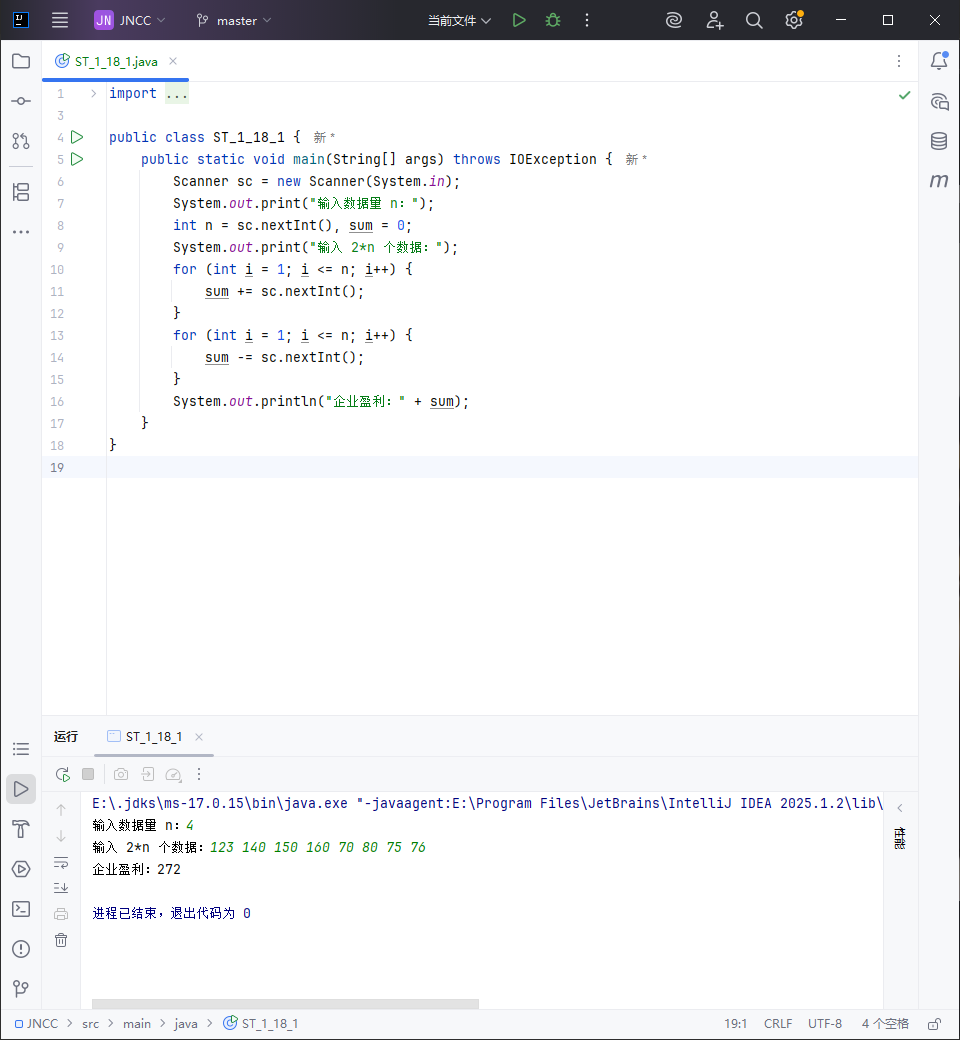 JN JNCC master 当前文件
ST_1_18_1.java
1 import ...
3
4 public class ST_1_18_1 { 新 *
5 public static void main(String[] args) throws IOException { 新 *
6 Scanner sc = new Scanner(System.in);
7 System.out.print("输入数据量 n：");
8 int n = sc.nextInt(), sum = 0;
9 System.out.print("输入 2*n 个数据：");
10 for (int i = 1; i <= n; i++) {
11 sum += sc.nextInt();
12 }
13 for (int i = 1; i <= n; i++) {
14 sum -= sc.nextInt();
15 }
16 System.out.println("企业盈利：" + sum);
17 }
18 }
19
运行 ST_1_18_1
E:\.jdks\ms-17.0.15\bin\java.exe "-javaagent:E:\Program Files\JetBrains\IntelliJ IDEA 2025.1.2\lib\
输入数据量 n：4
输入 2*n 个数据：123 140 150 160 70 80 75 76
企业盈利：272
进程已结束，退出代码为 0
性能
JNCC > src > main > java > ST_1_18_1 19:1 CRLF UTF-8 4 个空格